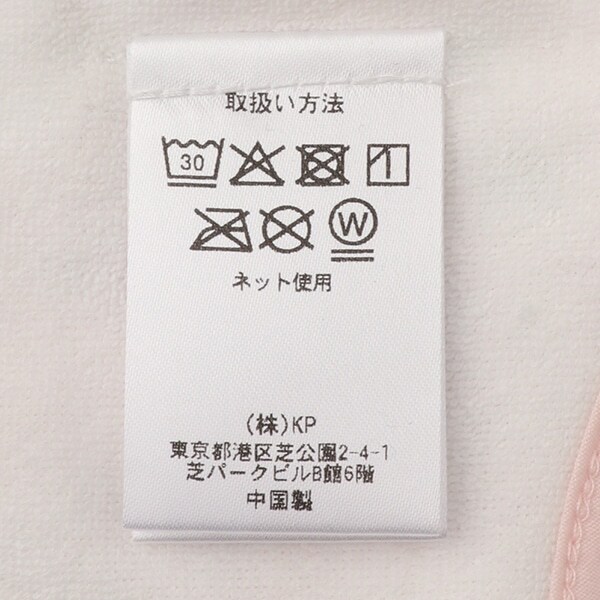 取扱い方法
30
W
ネット使用
(株)KP
東京都港区芝公園2-4-1
芝パークビルB館6階
中国製